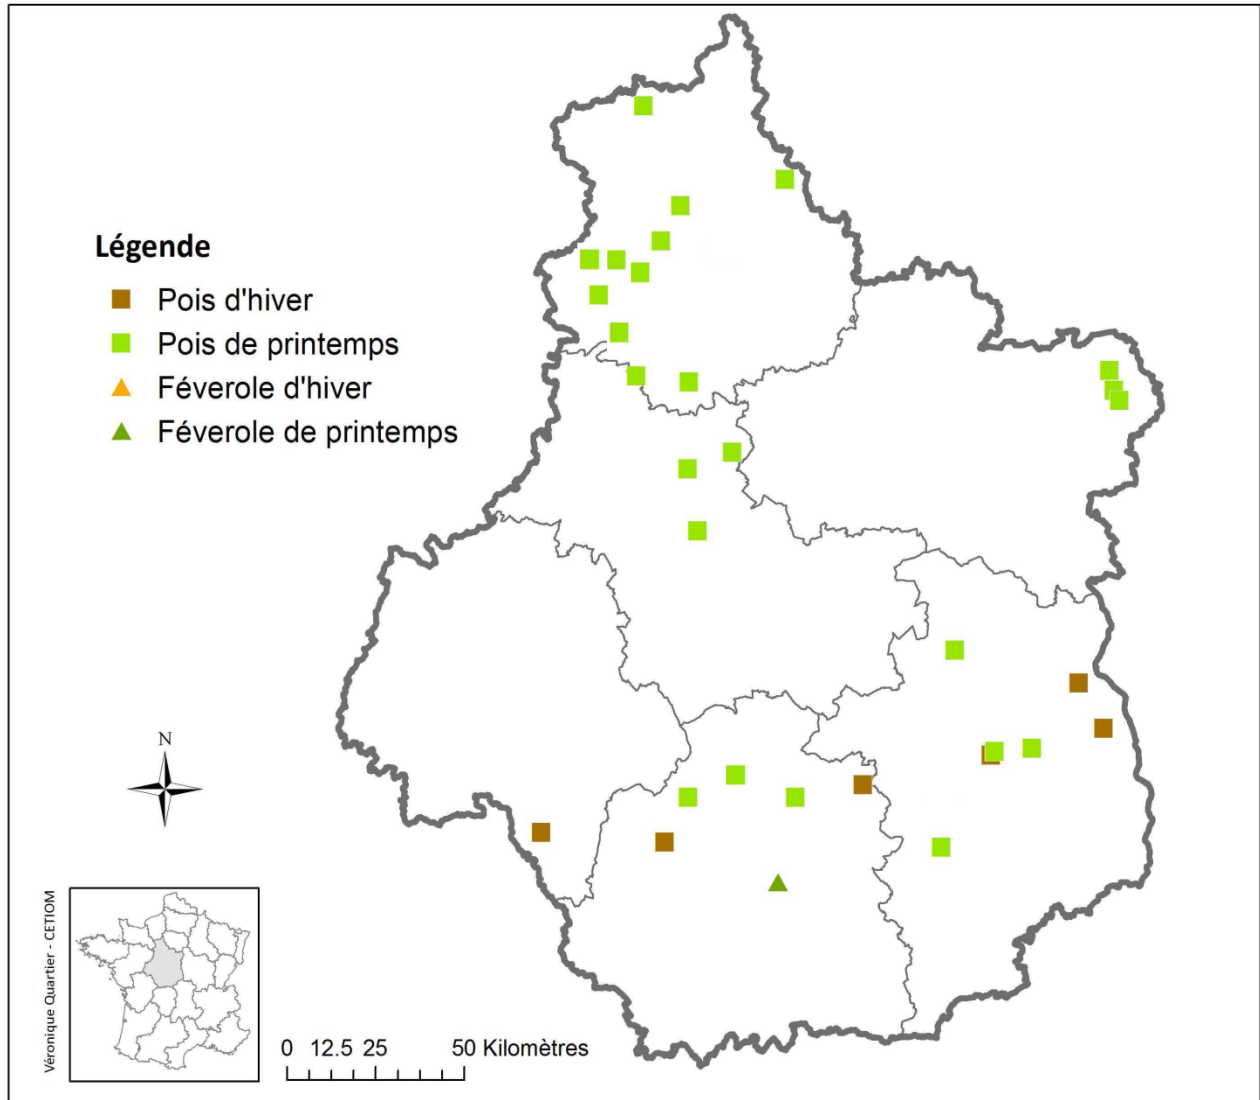 Légende
Pois d'hiver
Pois de printemps
Féverole d'hiver
Féverole de printemps
N
Véronique Quartier - CETIOM
0 12.5 25 50 Kilomètres